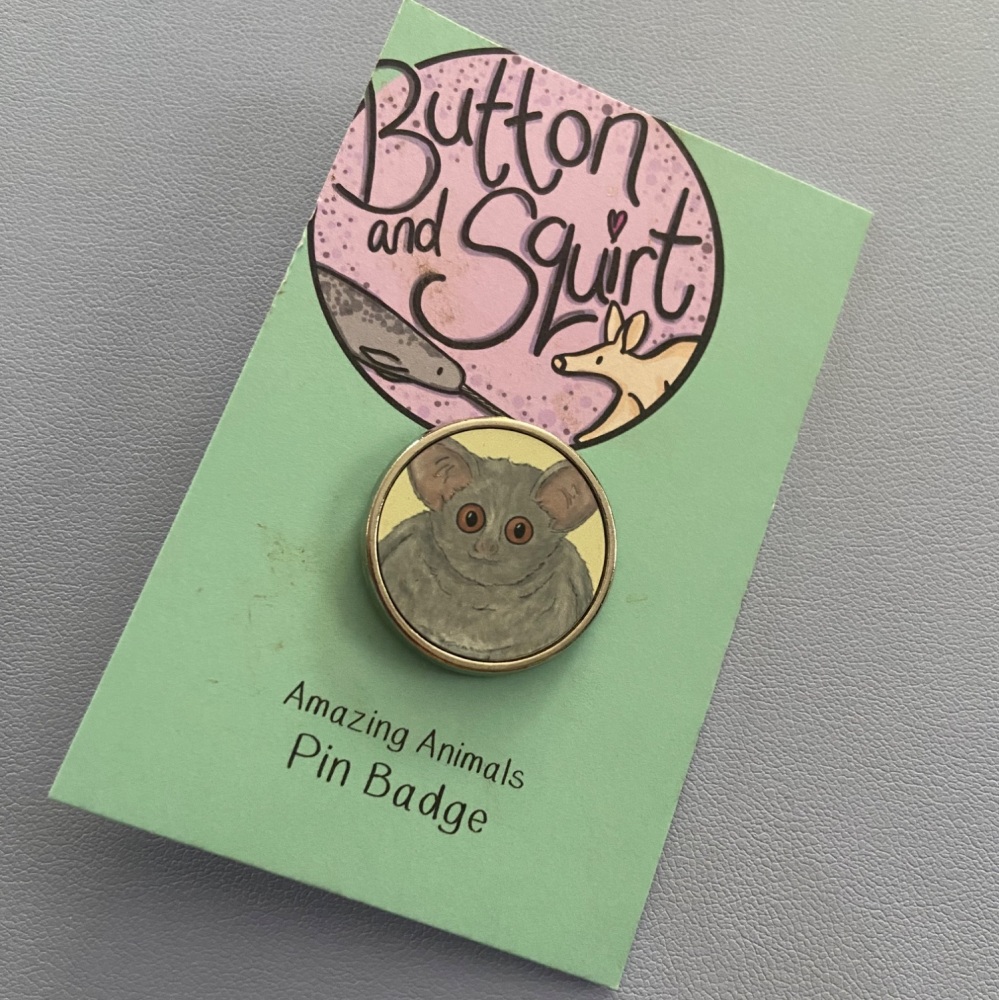 Button
and Squirt
Amazing Animals
Pin Badge